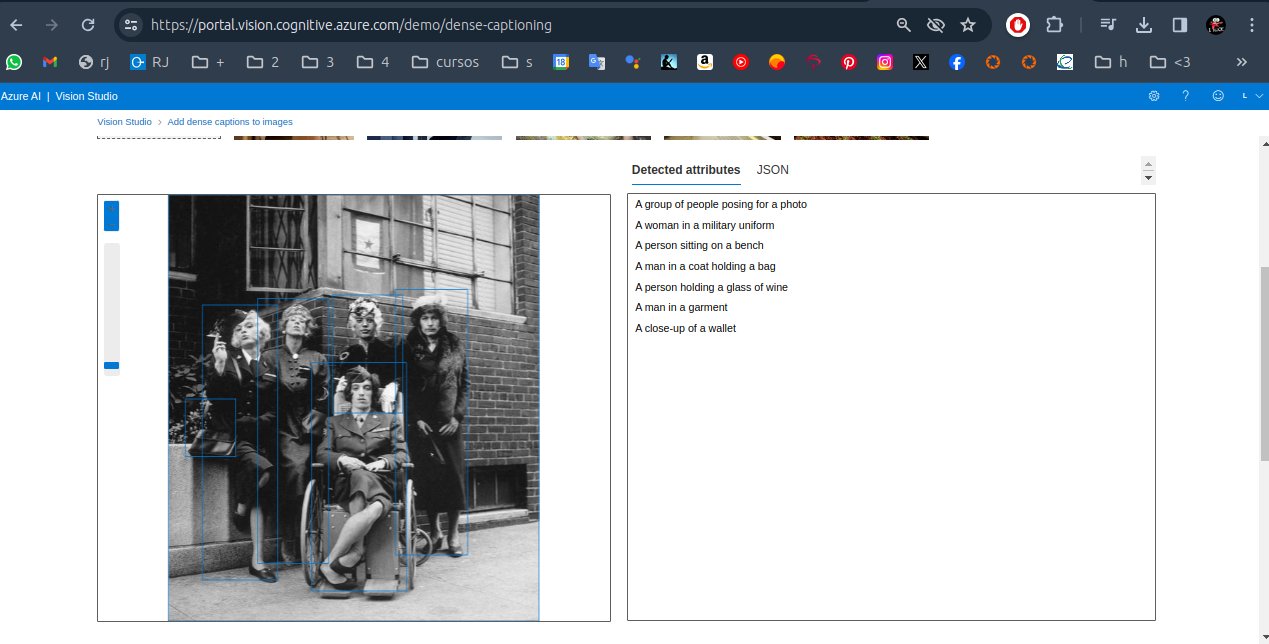 https://portal.vision.cognitive.azure.com/demo/dense-captioning
rj RJ + 2 3 4 cursos s 18 h <3 »
Azure AI | Vision Studio
L
Vision Studio > Add dense captions to images
Detected attributes JSON
A group of people posing for a photo
A woman in a military uniform
A person sitting on a bench
A man in a coat holding a bag
A person holding a glass of wine
A man in a garment
A close-up of a wallet